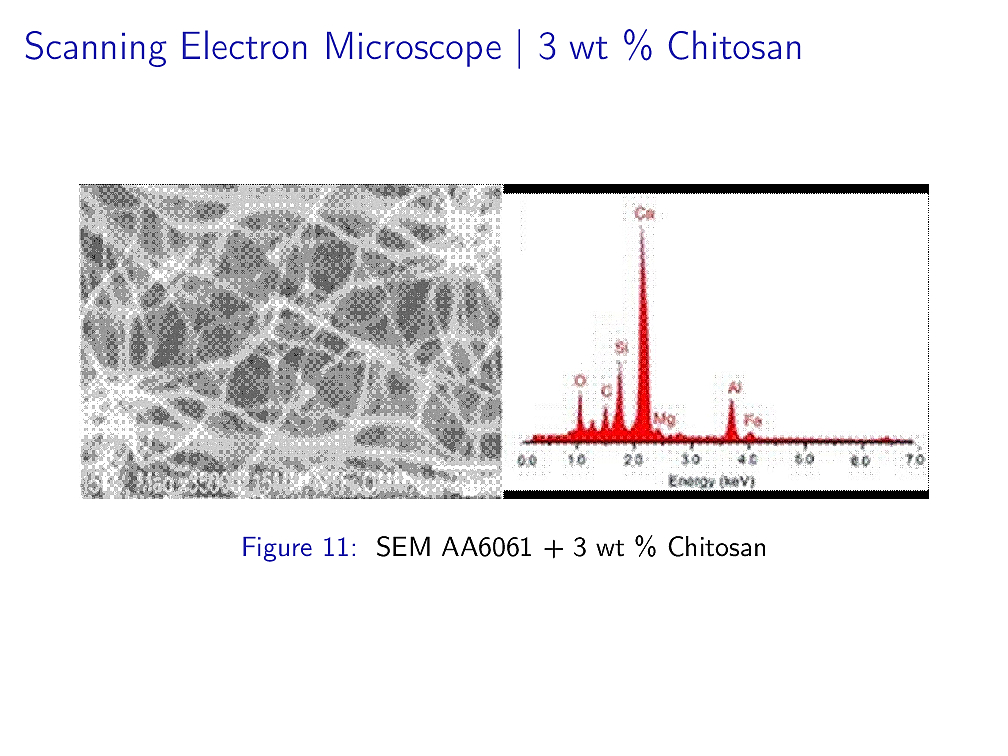 Scanning Electron Microscope | 3 wt % Chitosan
Ca
Si
O
C
Mg
Al
Fe
0.0 1.0 2.0 3.0 4.0 5.0 6.0 7.0
Energy (keV)
Figure 11: SEM AA6061 + 3 wt % Chitosan